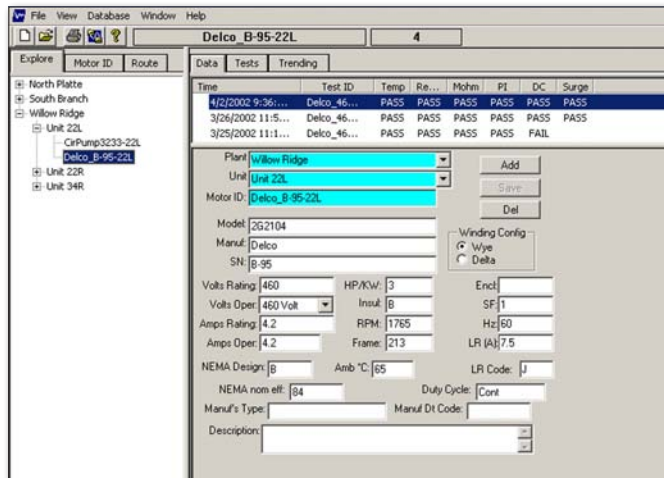 File View Database Window Help
Delco_B-95-22L 4
Explore Motor ID Route
North Platte
South Branch
Willow Ridge
Unit 22L
CirPump3233-22L
Delco_B-95-22L
Unit 22R
Unit 34R
Data Tests Trending
Time Test ID Temp Re... Mohm PI DC Surge
4/2/2002 9:36:... Delco_46... PASS PASS PASS PASS PASS PASS
3/26/2002 11:5... Delco_46... PASS PASS PASS PASS PASS PASS
3/25/2002 11:1... Delco_46... PASS PASS PASS PASS FAIL
Plant Willow Ridge Add
Unit Unit 22L Save
Motor ID: Delco_B-95-22L Del
Model: 2G2104 Winding Config
Manuf: Delco Wye
SN: B-95 Delta
Volts Rating: 460 HP/KW: 3 Encl:
Volts Oper: 460 Volt Insul: B SF: 1
Amps Rating: 4.2 RPM: 1765 Hz: 60
Amps Oper: 4.2 Frame: 213 LR (A): 7.5
NEMA Design: B Amb °C: 65 LR Code: J
NEMA nom eff: 84 Duty Cycle: Cont
Manuf's Type: Manuf Dt Code:
Description: